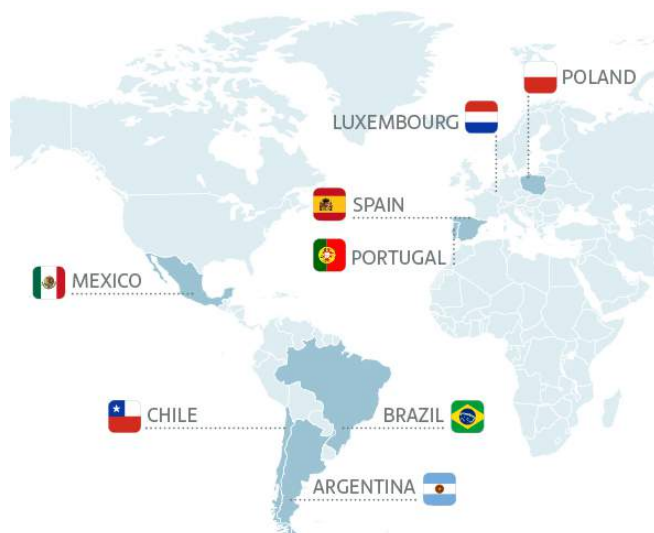 POLAND
LUXEMBOURG
SPAIN
PORTUGAL
MEXICO
CHILE
BRAZIL
ARGENTINA